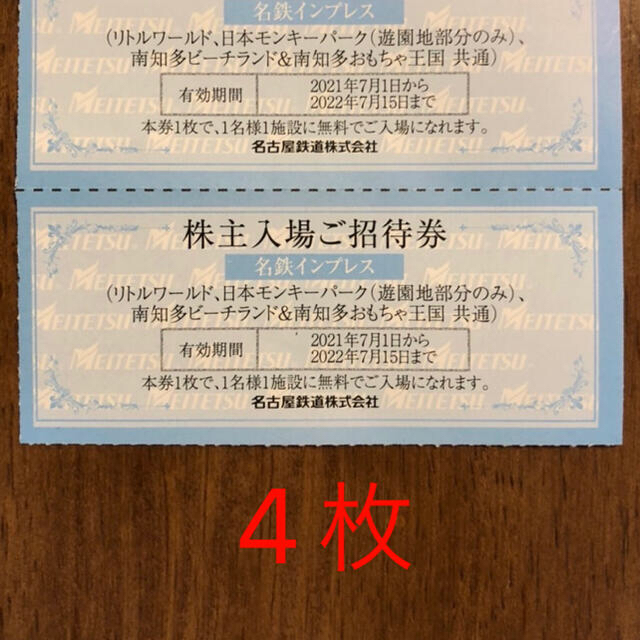 名鉄インプレス
(リトルワールド、日本モンキーパーク(遊園地部分のみ)、
南知多ビーチランド&南知多おもちゃ王国 共通)
有効期間
2021年7月1日から
2022年7月15日まで
本券1枚で、1名様1施設に無料でご入場になれます。
名古屋鉄道株式会社
株主入場ご招待券
名鉄インプレス
(リトルワールド、日本モンキーパーク(遊園地部分のみ)、
南知多ビーチランド&南知多おもちゃ王国 共通)
有効期間
2021年7月1日から
2022年7月15日まで
本券1枚で、1名様1施設に無料でご入場になれます。
名古屋鉄道株式会社
4枚